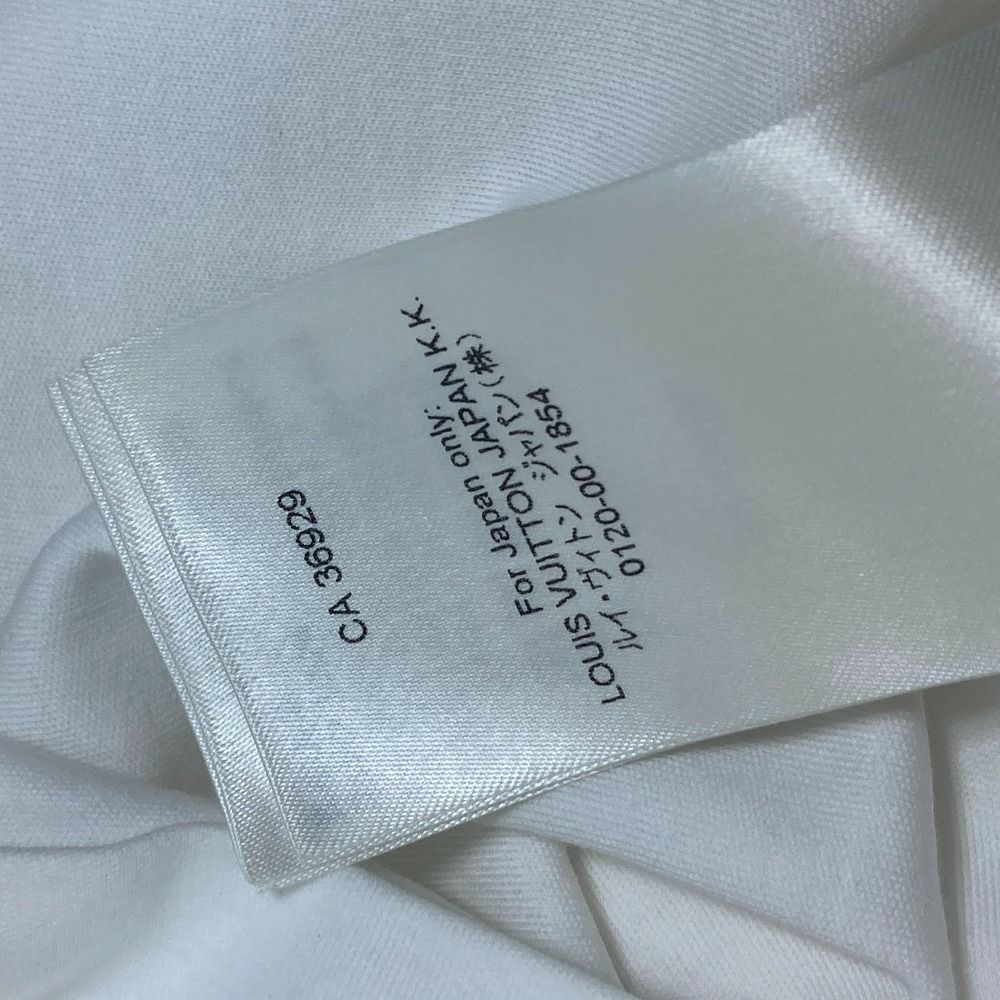 CA 36929
For Japan only:
LOUIS VUITTON JAPAN K.K.
ルイ・ヴィトン ジャパン(株)
0120-00-1854